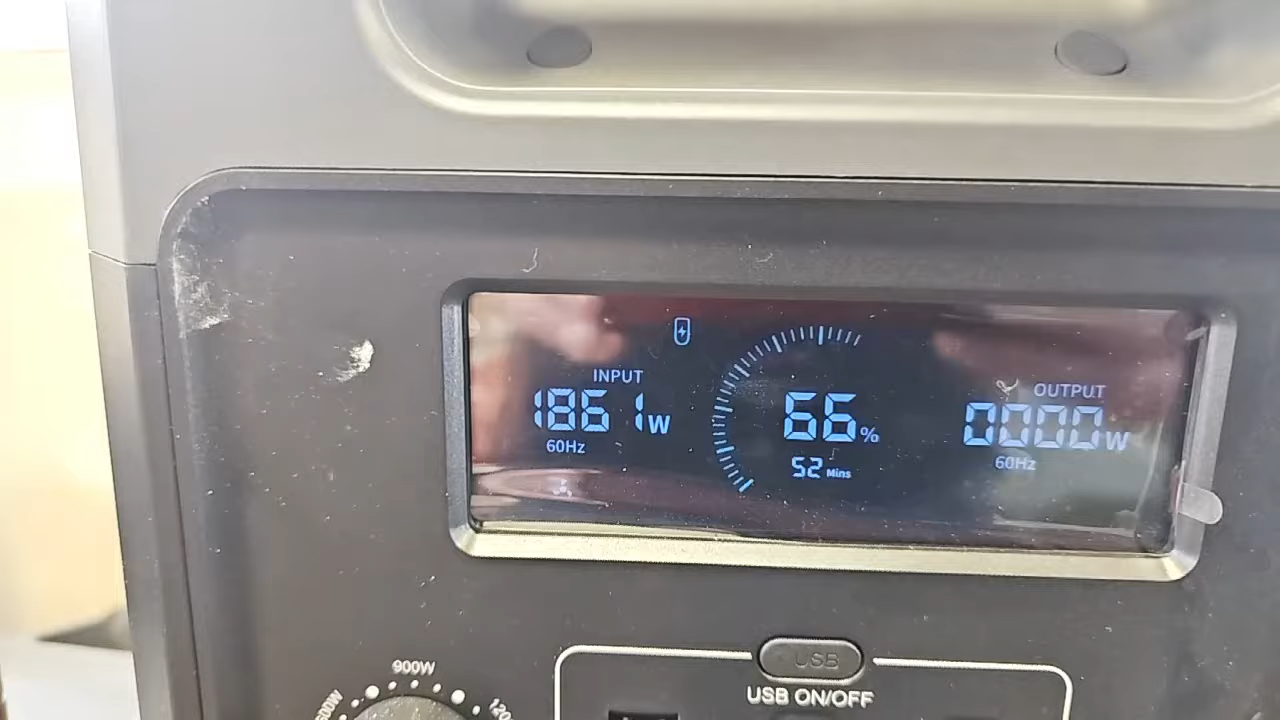 INPUT
1861W
60Hz
66%
52 Mins
OUTPUT
0000W
60Hz
900W
USB
USB ON/OFF